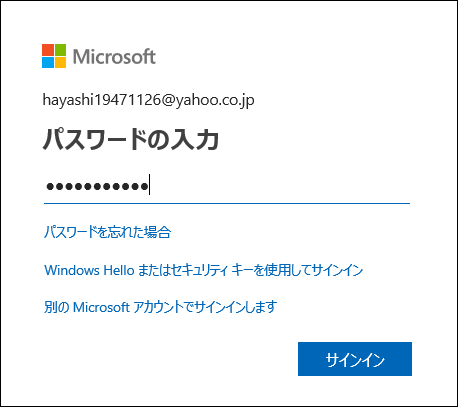 Microsoft
hayashi19471126@yahoo.co.jp
パスワードの入力
●●●●●●●●●●●
パスワードを忘れた場合
Windows Hello またはセキュリティ キーを使用してサインイン
別の Microsoft アカウントでサインインします
サインイン